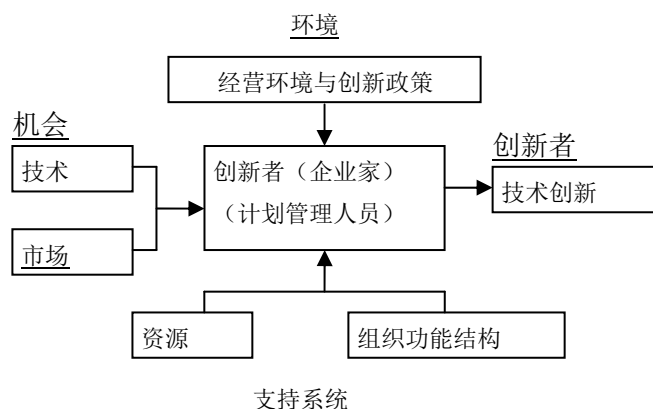 环境
经营环境与创新政策
机会
技术
市场
创新者（企业家）
（计划管理人员）
创新者
技术创新
资源
组织功能结构
支持系统